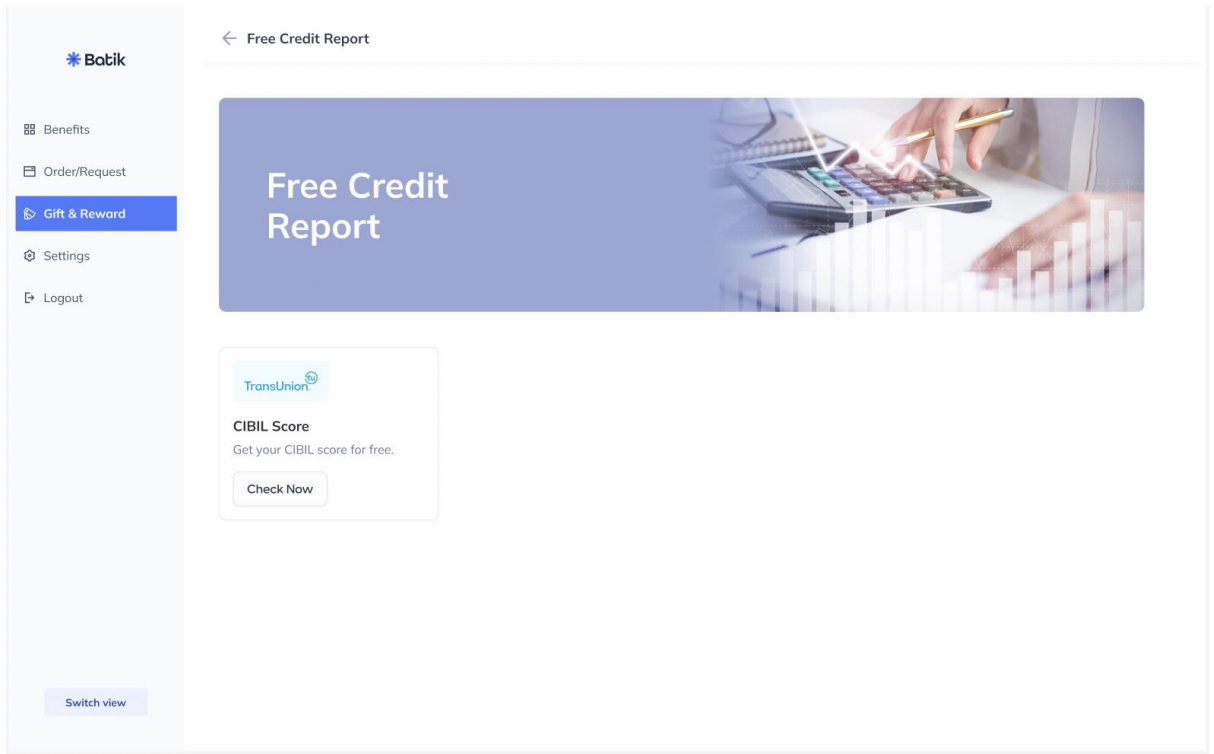 Batik
Benefits
Order/Request
Gift & Reward
Settings
Logout
Switch view
Free Credit Report
Free Credit
Report
TransUnion
tu
CIBIL Score
Get your CIBIL score for free.
Check Now